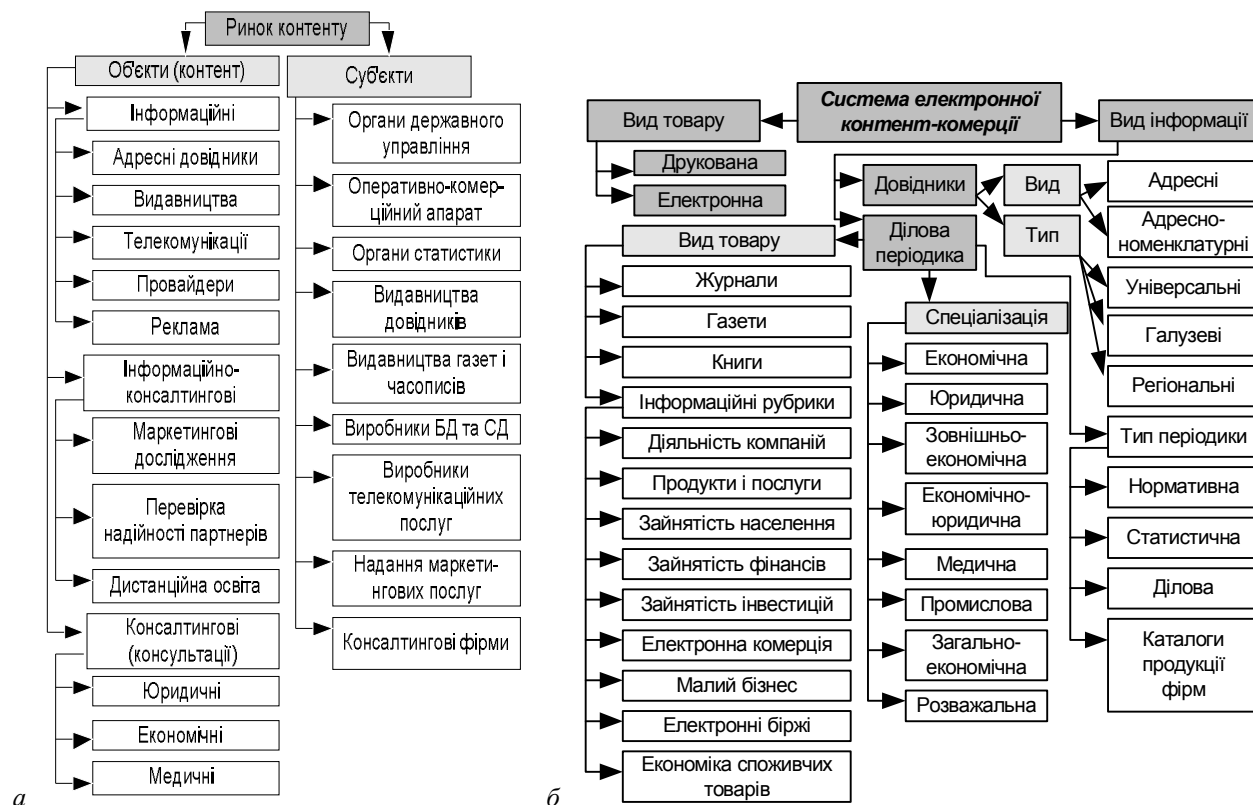 Ринок контенту
Об'єкти (контент)
Інформаційні
Адресні довідники
Видавництва
Телекомунікації
Провайдери
Реклама
Інформаційно-
консалтингові
Маркетингові
дослідження
Перевірка
надійності партнерів
Дистанційна освіта
Консалтингові
(консультації)
Юридичні
Економічні
Медичні
Суб'єкти
Органи державного
управління
Оперативно-комер-
ційний апарат
Органи статистики
Видавництва
довідників
Видавництва газет і
часописів
Виробники БД та СД
Виробники
телекомунікаційних
послуг
Надання маркети-
нгових послуг
Консалтингові фірми
а
Система електронної
контент-комерції
Вид товару
Друкована
Електронна
Вид інформації
Довідники
Вид
Тип
Адресні
Адресно-
номенклатурні
Універсальні
Галузеві
Регіональні
Ділова
періодика
Вид товару
Журнали
Газети
Книги
Інформаційні рубрики
Діяльність компаній
Продукти і послуги
Зайнятість населення
Зайнятість фінансів
Зайнятість інвестицій
Електронна комерція
Малий бізнес
Електронні біржі
Економіка споживчих
товарів
Спеціалізація
Економічна
Юридична
Зовнішньо-
економічна
Економічно-
юридична
Медична
Промислова
Загально-
економічна
Розважальна
Тип періодики
Нормативна
Статистична
Ділова
Каталоги
продукції
фірм
б